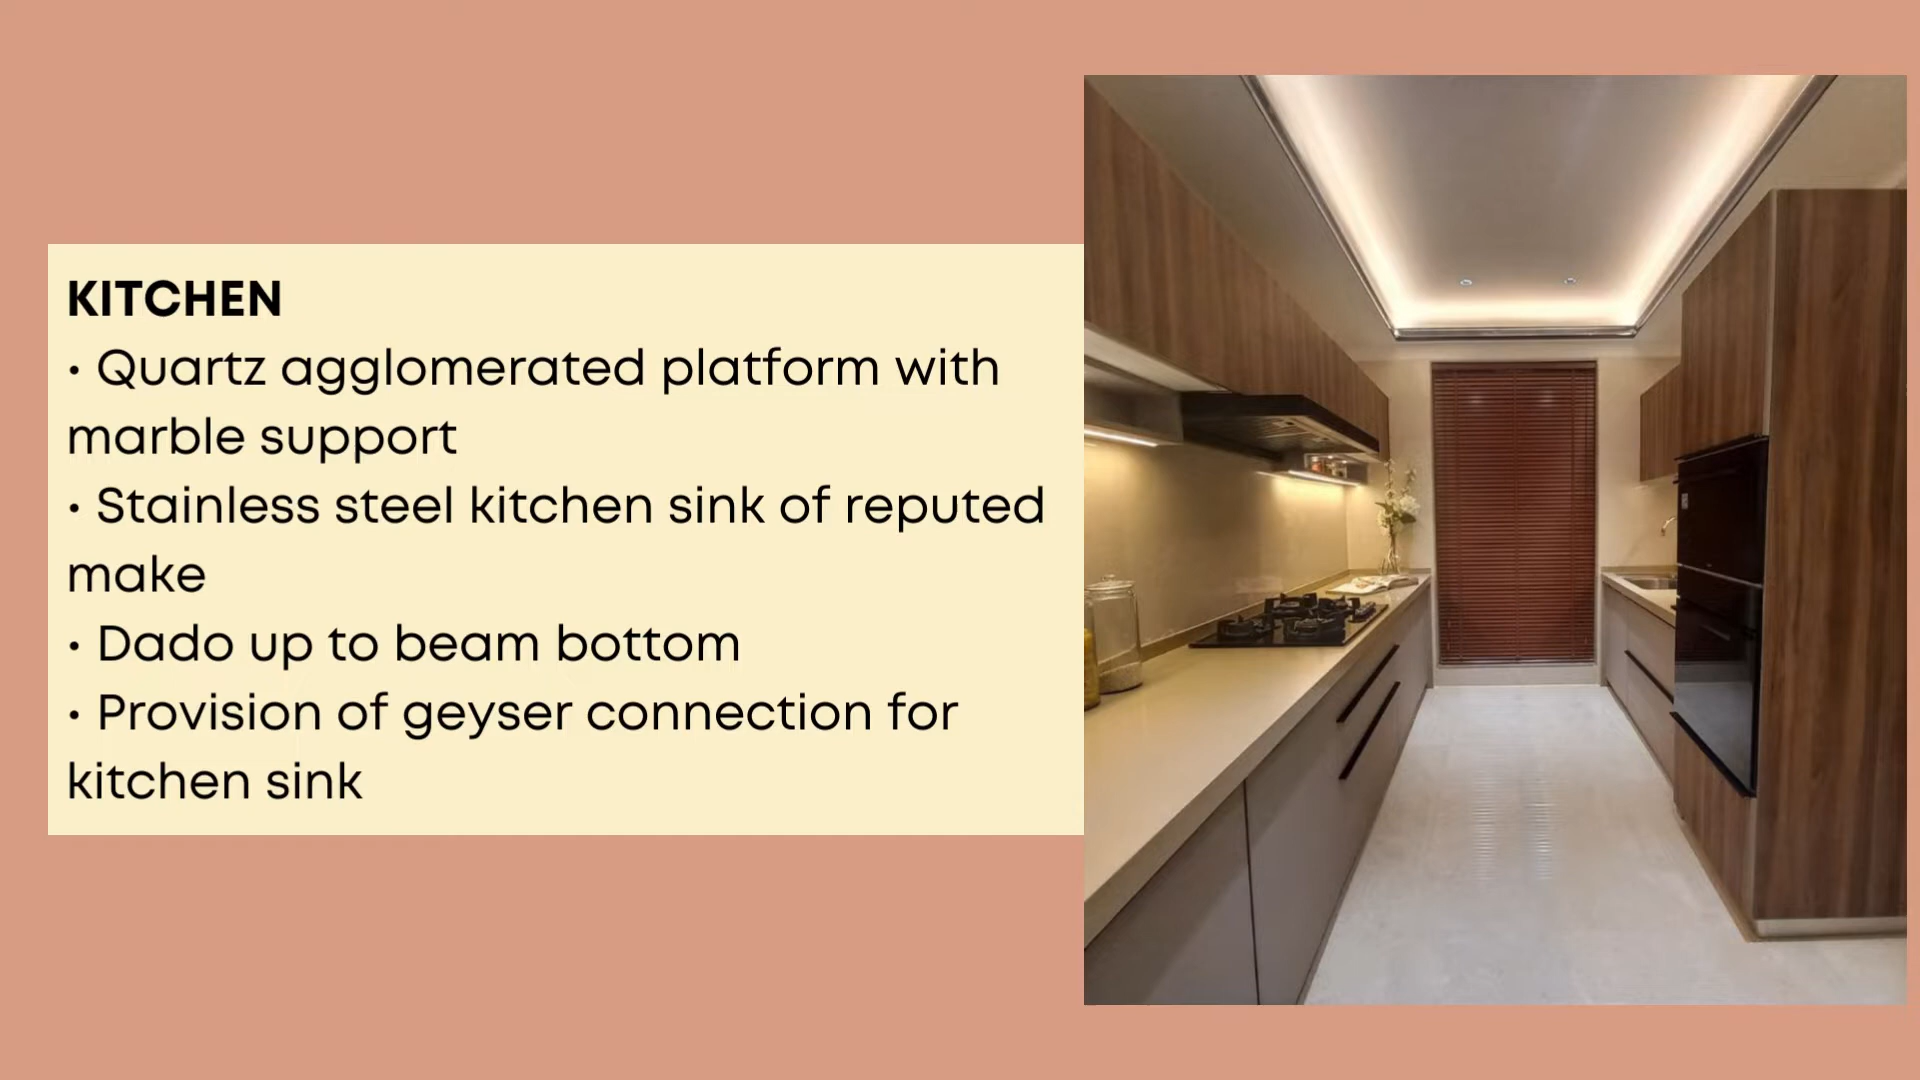 KITCHEN
• Quartz agglomerated platform with
marble support
• Stainless steel kitchen sink of reputed
make
• Dado up to beam bottom
• Provision of geyser connection for
kitchen sink